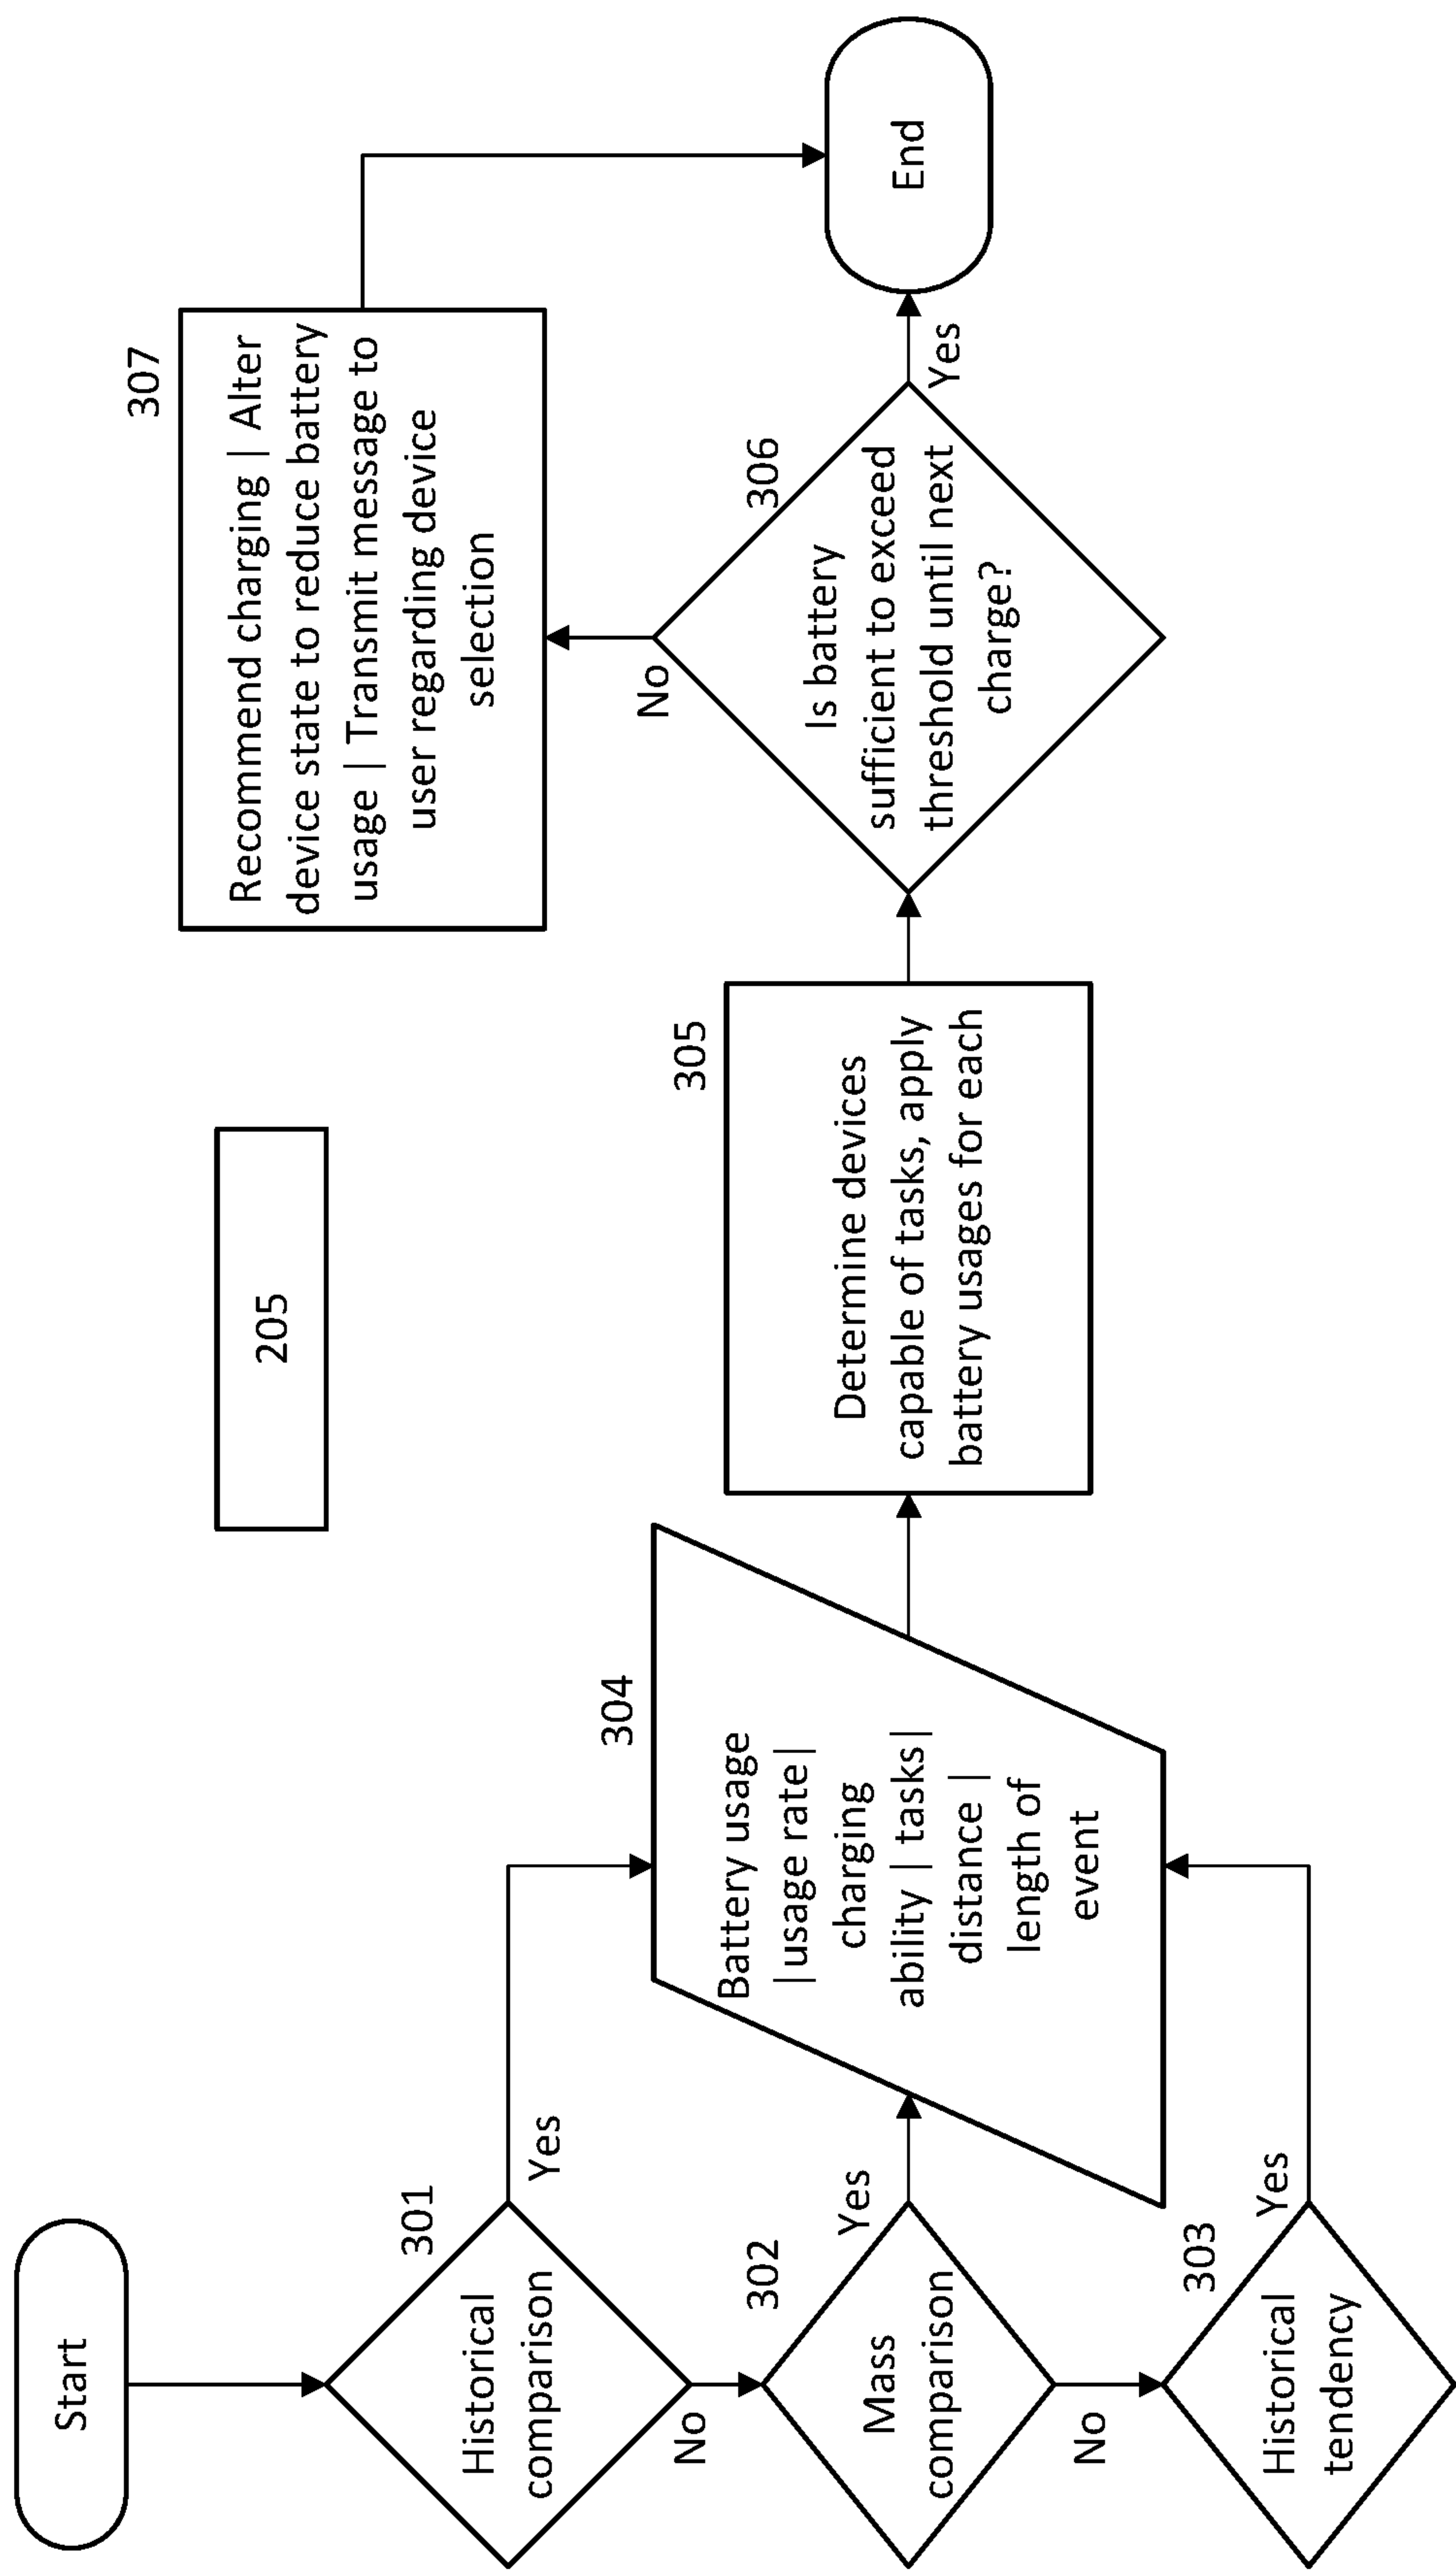 Start
205
301
Historical
comparison
Yes
No
302
Mass
comparison
Yes
No
303
Historical
tendency
Yes
304
Battery usage
|usage rate|
charging
ability | tasks|
distance |
length of
event
305
Determine devices
capable of tasks, apply
battery usages for each
306
Is battery
sufficient to exceed
threshold until next
charge?
No
Yes
307
Recommend charging | Alter
device state to reduce battery
usage | Transmit message to
user regarding device
selection
End